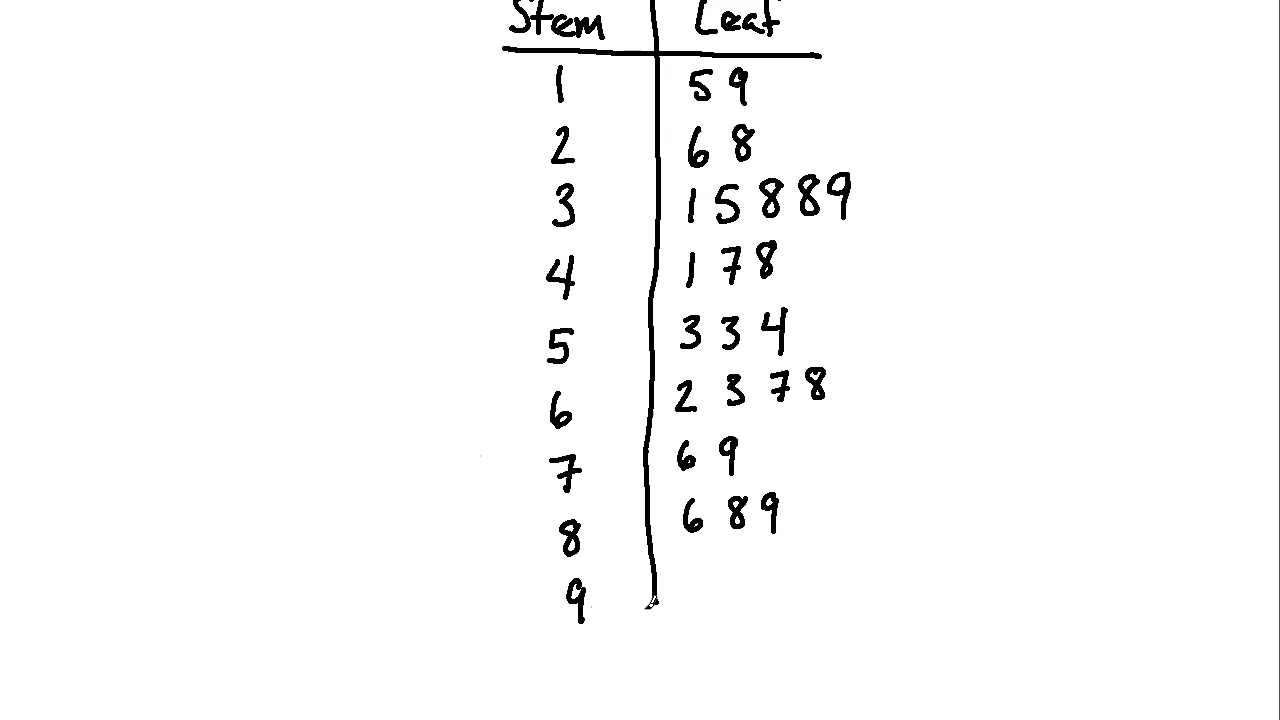 Stem Leaf
1 5 9
2 6 8
3 1 5 8 8 9
4 1 7 8
5 3 3 4
6 2 3 7 8
7 6 9
8 6 8 9
9